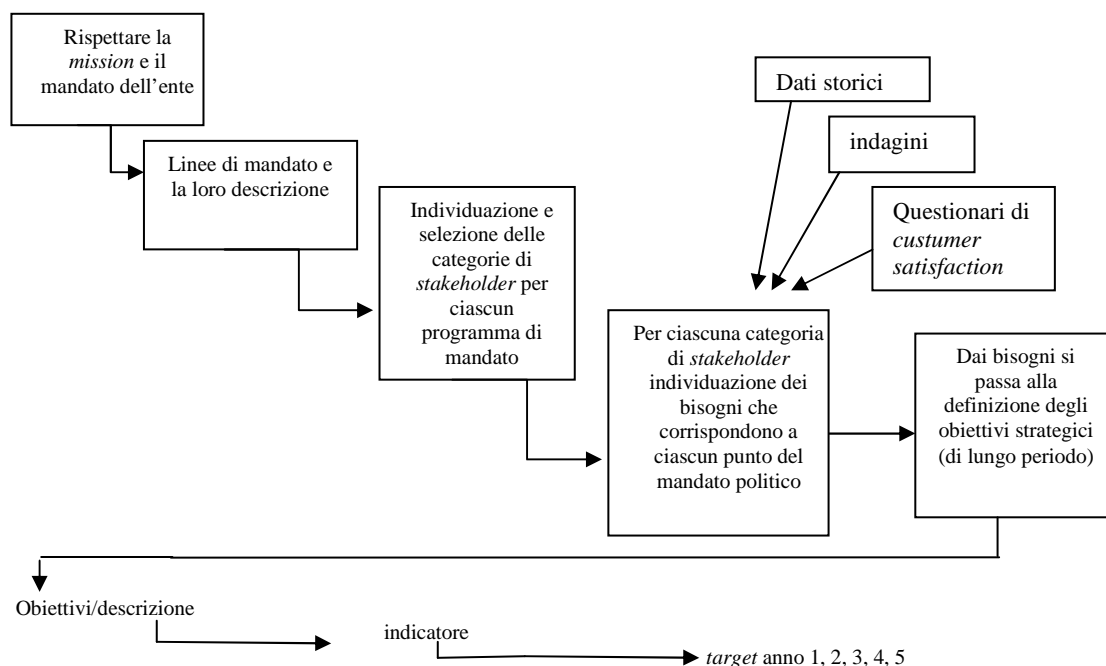 Rispettare la
mission e il
mandato dell'ente
Linee di mandato e
la loro descrizione
Individuazione e
selezione delle
categorie di
stakeholder per
ciascun
programma di
mandato
Dati storici
indagini
Questionari di
custumer
satisfaction
Per ciascuna categoria
di stakeholder
individuazione dei
bisogni che
corrispondono a
ciascun punto del
mandato politico
Dai bisogni si
passa alla
definizione degli
obiettivi strategici
(di lungo periodo)
Obiettivi/descrizione
indicatore
target anno 1, 2, 3, 4, 5